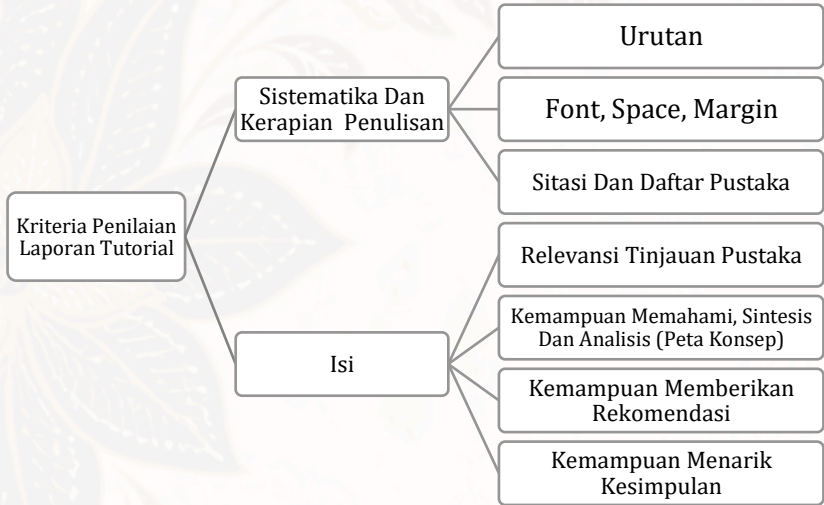 Kriteria Penilaian
Laporan Tutorial
Sistematika Dan
Kerapian Penulisan
Urutan
Font, Space, Margin
Sitasi Dan Daftar Pustaka
Isi
Relevansi Tinjauan Pustaka
Kemampuan Memahami, Sintesis
Dan Analisis (Peta Konsep)
Kemampuan Memberikan
Rekomendasi
Kemampuan Menarik
Kesimpulan